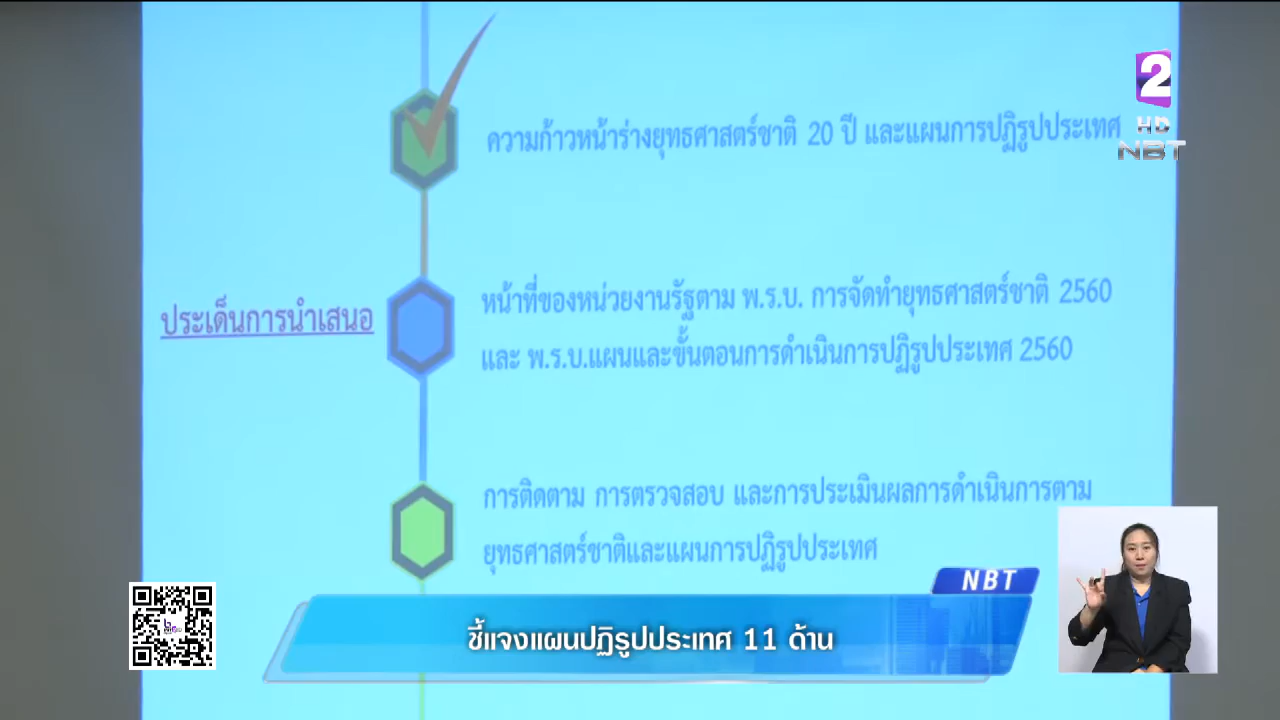 2
HD
NBT
ความก้าวหน้าร่างยุทธศาสตร์ชาติ 20 ปี และแผนการปฏิรูปประเทศ
ประเด็นการนำเสนอ
หน้าที่ของหน่วยงานรัฐตาม พ.ร.บ. การจัดทำยุทธศาสตร์ชาติ 2560
และ พ.ร.บ.แผนและขั้นตอนการดำเนินการปฏิรูปประเทศ 2560
การติดตาม การตรวจสอบ และการประเมินผลการดำเนินการตาม
ยุทธศาสตร์ชาติและแผนการปฏิรูปประเทศ
NBT
ชี้แจงแผนปฏิรูปประเทศ 11 ด้าน